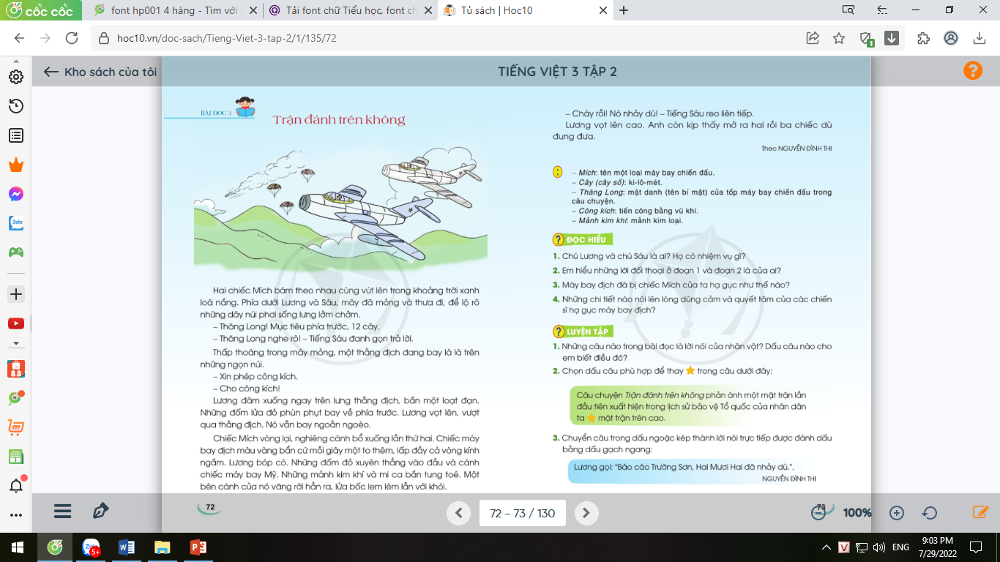 cốc cốc
font hp001 4 hàng - Tìm với
Tải font chữ Tiểu học, font ch
Tủ sách | Hoc10
hoc10.vn/doc-sach/Tieng-Viet-3-tap-2/1/135/72
1
Kho sách của tôi
TIẾNG VIỆT 3 TẬP 2
BÀI ĐỌC 3
Trận đánh trên không
Hai chiếc Mích bám theo nhau cùng vút lên trong khoảng trời xanh
loá nắng. Phía dưới Lương và Sáu, mây đã mỏng và thưa đi, để lộ rõ
những dãy núi phơi sống lưng lởm chởm.
– Thăng Long! Mục tiêu phía trước, 12 cây.
– Thăng Long nghe rõ! – Tiếng Sáu đanh gọn trả lời.
Thấp thoáng trong mây mỏng, một thằng địch đang bay là là trên
những ngọn núi.
– Xin phép công kích.
– Cho công kích!
Lương đâm xuống ngay trên lưng thằng địch, bắn một loạt đạn.
Những đốm lửa đỏ phùn phụt bay về phía trước. Lương vọt lên, vượt
qua thằng địch. Nó vẫn bay ngoằn ngoèo.
Chiếc Mích vòng lại, nghiêng cánh bổ xuống lần thứ hai. Chiếc máy
bay địch màu vàng bẩn cứ mỗi giây một to thêm, lấp đầy cả vòng kính
ngắm. Lương bóp cò. Những đốm đỏ xuyên thẳng vào đầu và cánh
chiếc máy bay Mỹ. Những mảnh kim khí và mi ca bắn tung toé. Một
bên cánh của nó văng rời hẳn ra, lửa bốc lem lém lẫn với khói.
72
– Cháy rồi! Nó nhảy dù! – Tiếng Sáu reo liên tiếp.
Lương vọt lên cao. Anh còn kịp thấy mở ra hai rồi ba chiếc dù
đung đưa.
Theo NGUYỄN ĐÌNH THI
– Mích: tên một loại máy bay chiến đấu.
– Cây (cây số): ki-lô-mét.
– Thăng Long: mật danh (tên bí mật) của tốp máy bay chiến đấu trong
câu chuyện.
– Công kích: tiến công bằng vũ khí.
– Mảnh kim khí: mảnh kim loại.
? ĐỌC HIỂU
1. Chú Lương và chú Sáu là ai? Họ có nhiệm vụ gì?
2. Em hiểu những lời đối thoại ở đoạn 1 và đoạn 2 là của ai?
3. Máy bay địch đã bị chiếc Mích của ta hạ gục như thế nào?
4. Những chi tiết nào nói lên lòng dũng cảm và quyết tâm của các chiến
sĩ hạ gục máy bay địch?
? LUYỆN TẬP
1. Những câu nào trong bài đọc là lời nói của nhân vật? Dấu câu nào cho
em biết điều đó?
2. Chọn dấu câu phù hợp để thay trong câu dưới đây:
Câu chuyện Trận đánh trên không phản ánh một mặt trận lần
đầu tiên xuất hiện trong lịch sử bảo vệ Tổ quốc của nhân dân
ta mặt trận trên cao.
3. Chuyển câu trong dấu ngoặc kép thành lời nói trực tiếp được đánh dấu
bằng dấu gạch ngang:
Lương gọi: "Báo cáo Trường Sơn, Hai Mươi Hai đã nhảy dù.".
NGUYỄN ĐÌNH THI
73
72 - 73 / 130
100%
Zalo
8.8
5+
ENG
9:03 PM
7/29/2022